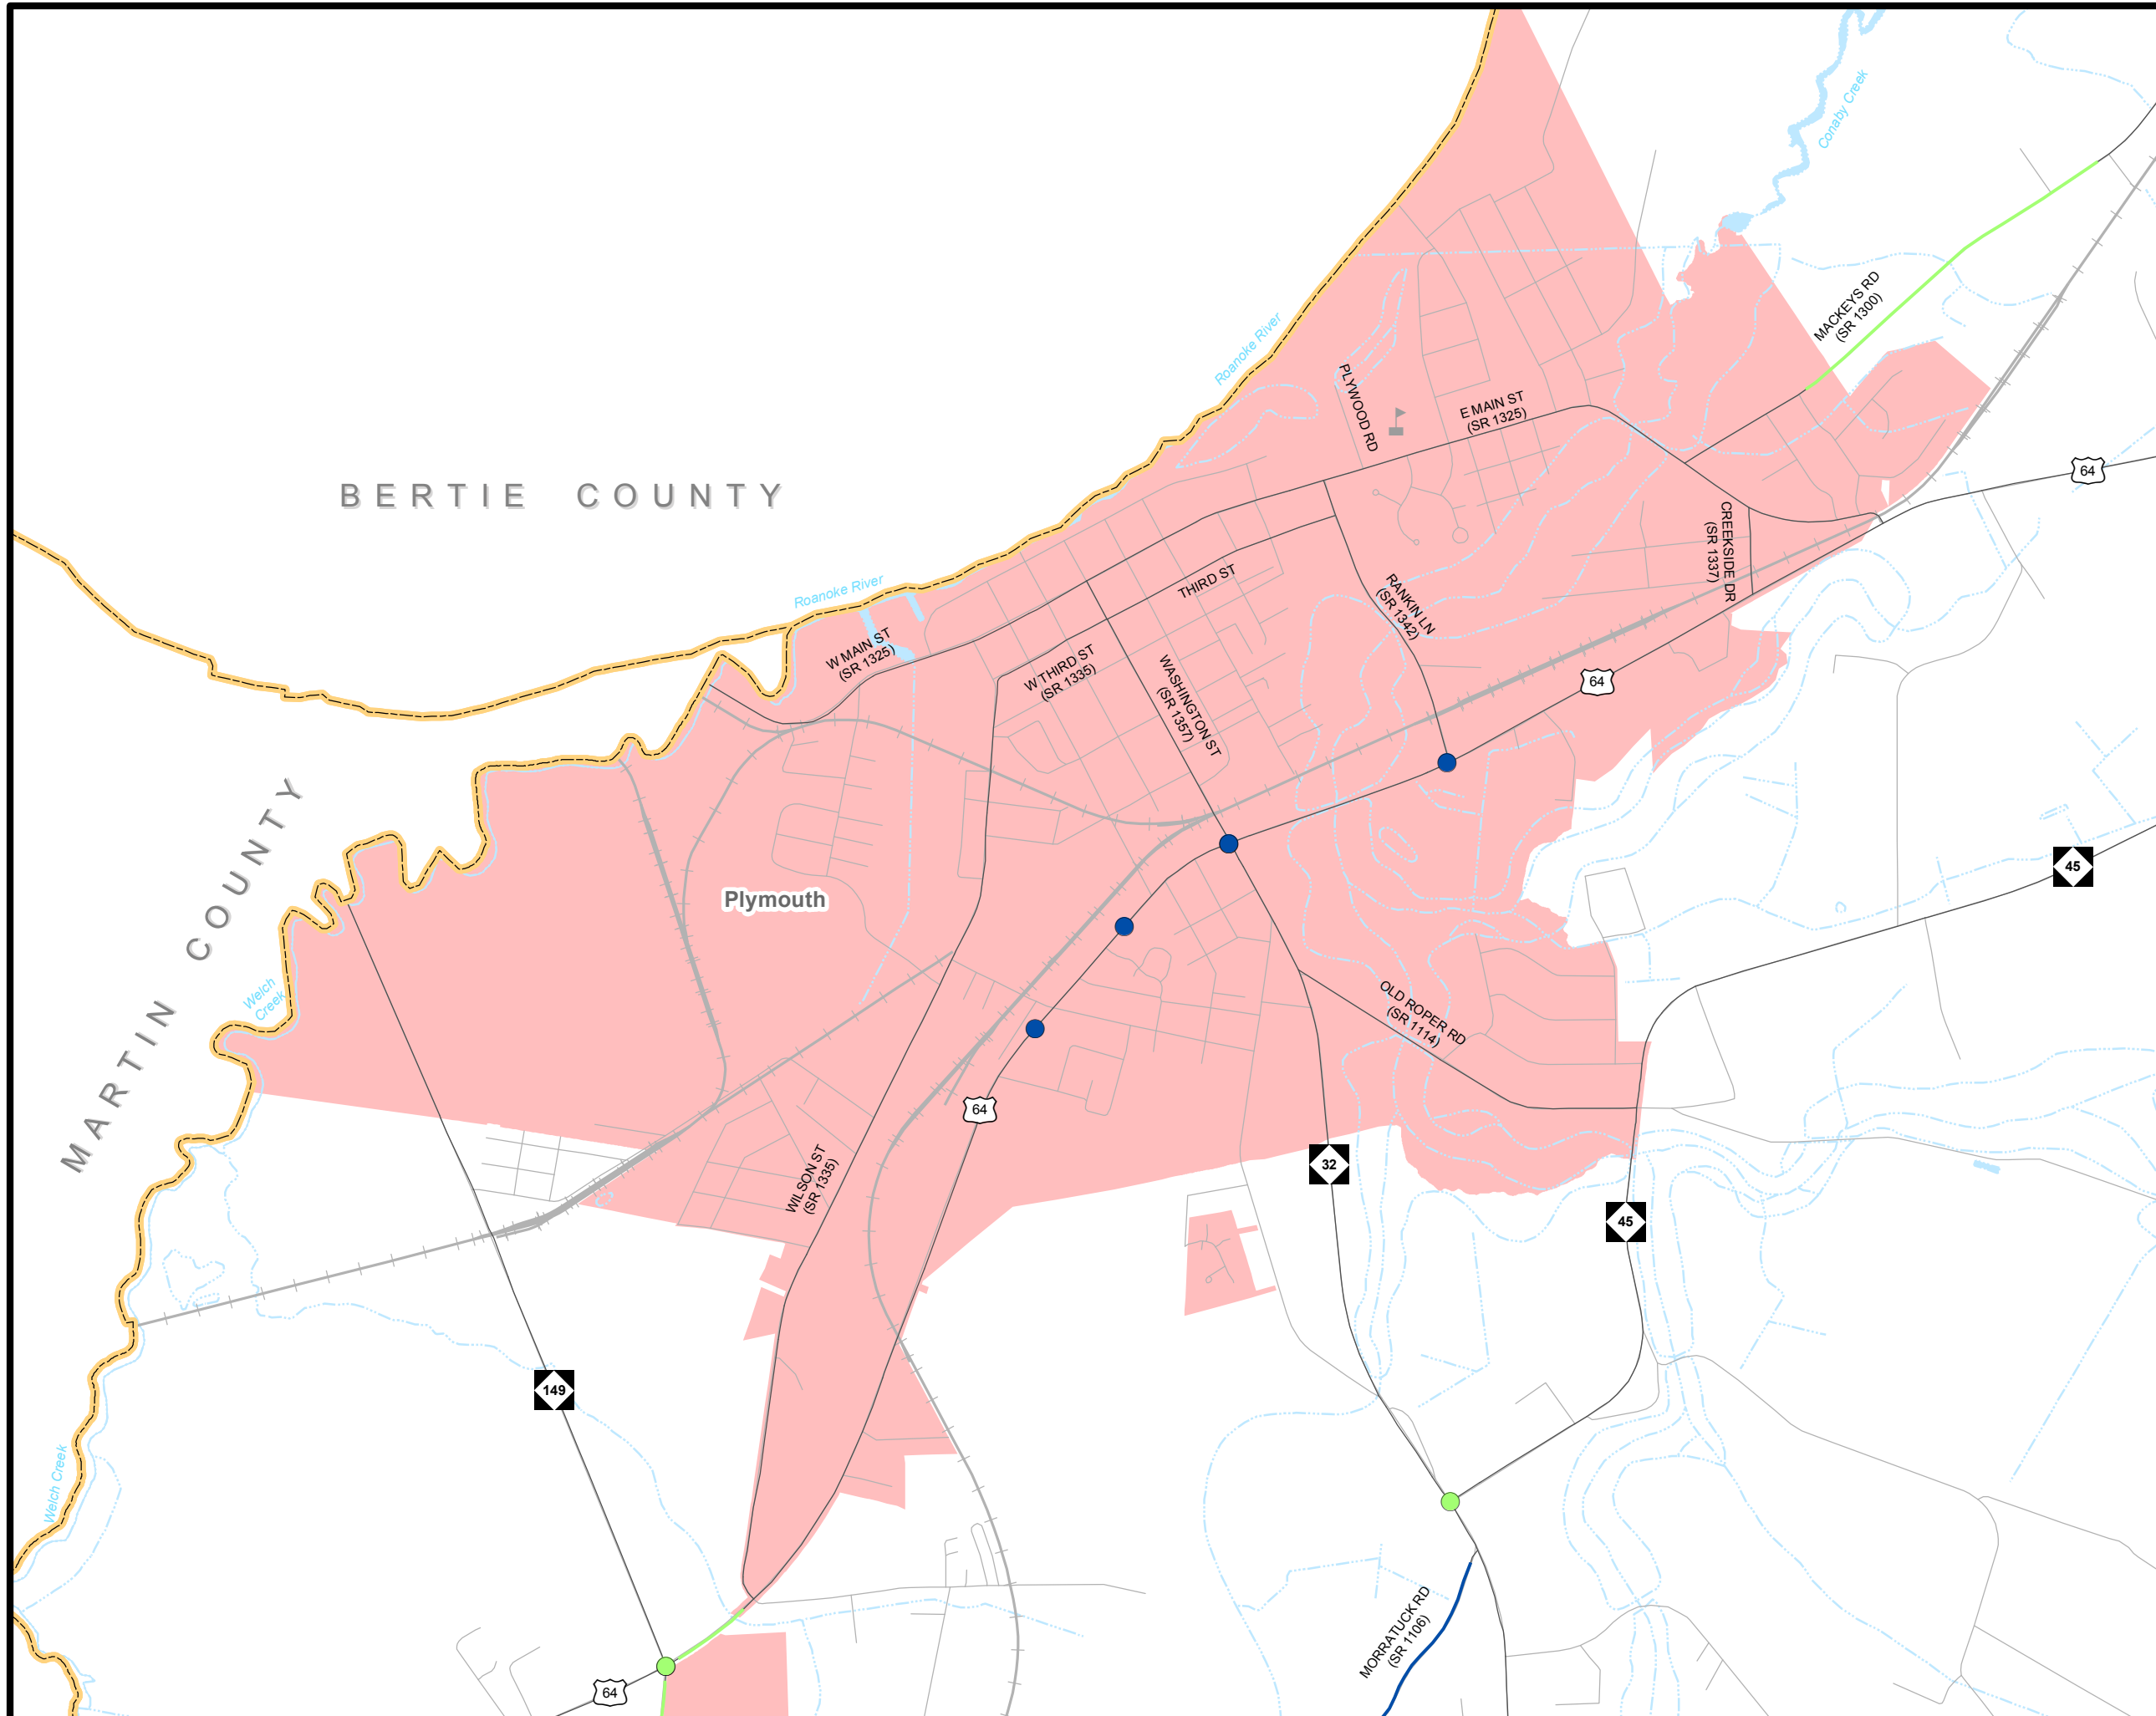 Conaby Creek
MACKEYS RD
(SR 1300)
Roanoke River
PLYWOOD RD
E MAIN ST
(SR 1325)
64
BERTIE COUNTY
CREEKSIDE DR
(SR 1337)
THIRD ST
Roanoke River
RANKIN LN
(SR 1342)
W MAIN ST
(SR 1325)
W THIRD ST
(SR 1335)
WASHINGTON ST
(SR 1357)
64
MARTIN COUNTY
45
Plymouth
Welch
Creek
OLD ROPER RD
(SR 1114)
64
WILSON ST
(SR 1335)
32
45
149
Welch Creek
MORRATUCK RD
(SR 1106)
64